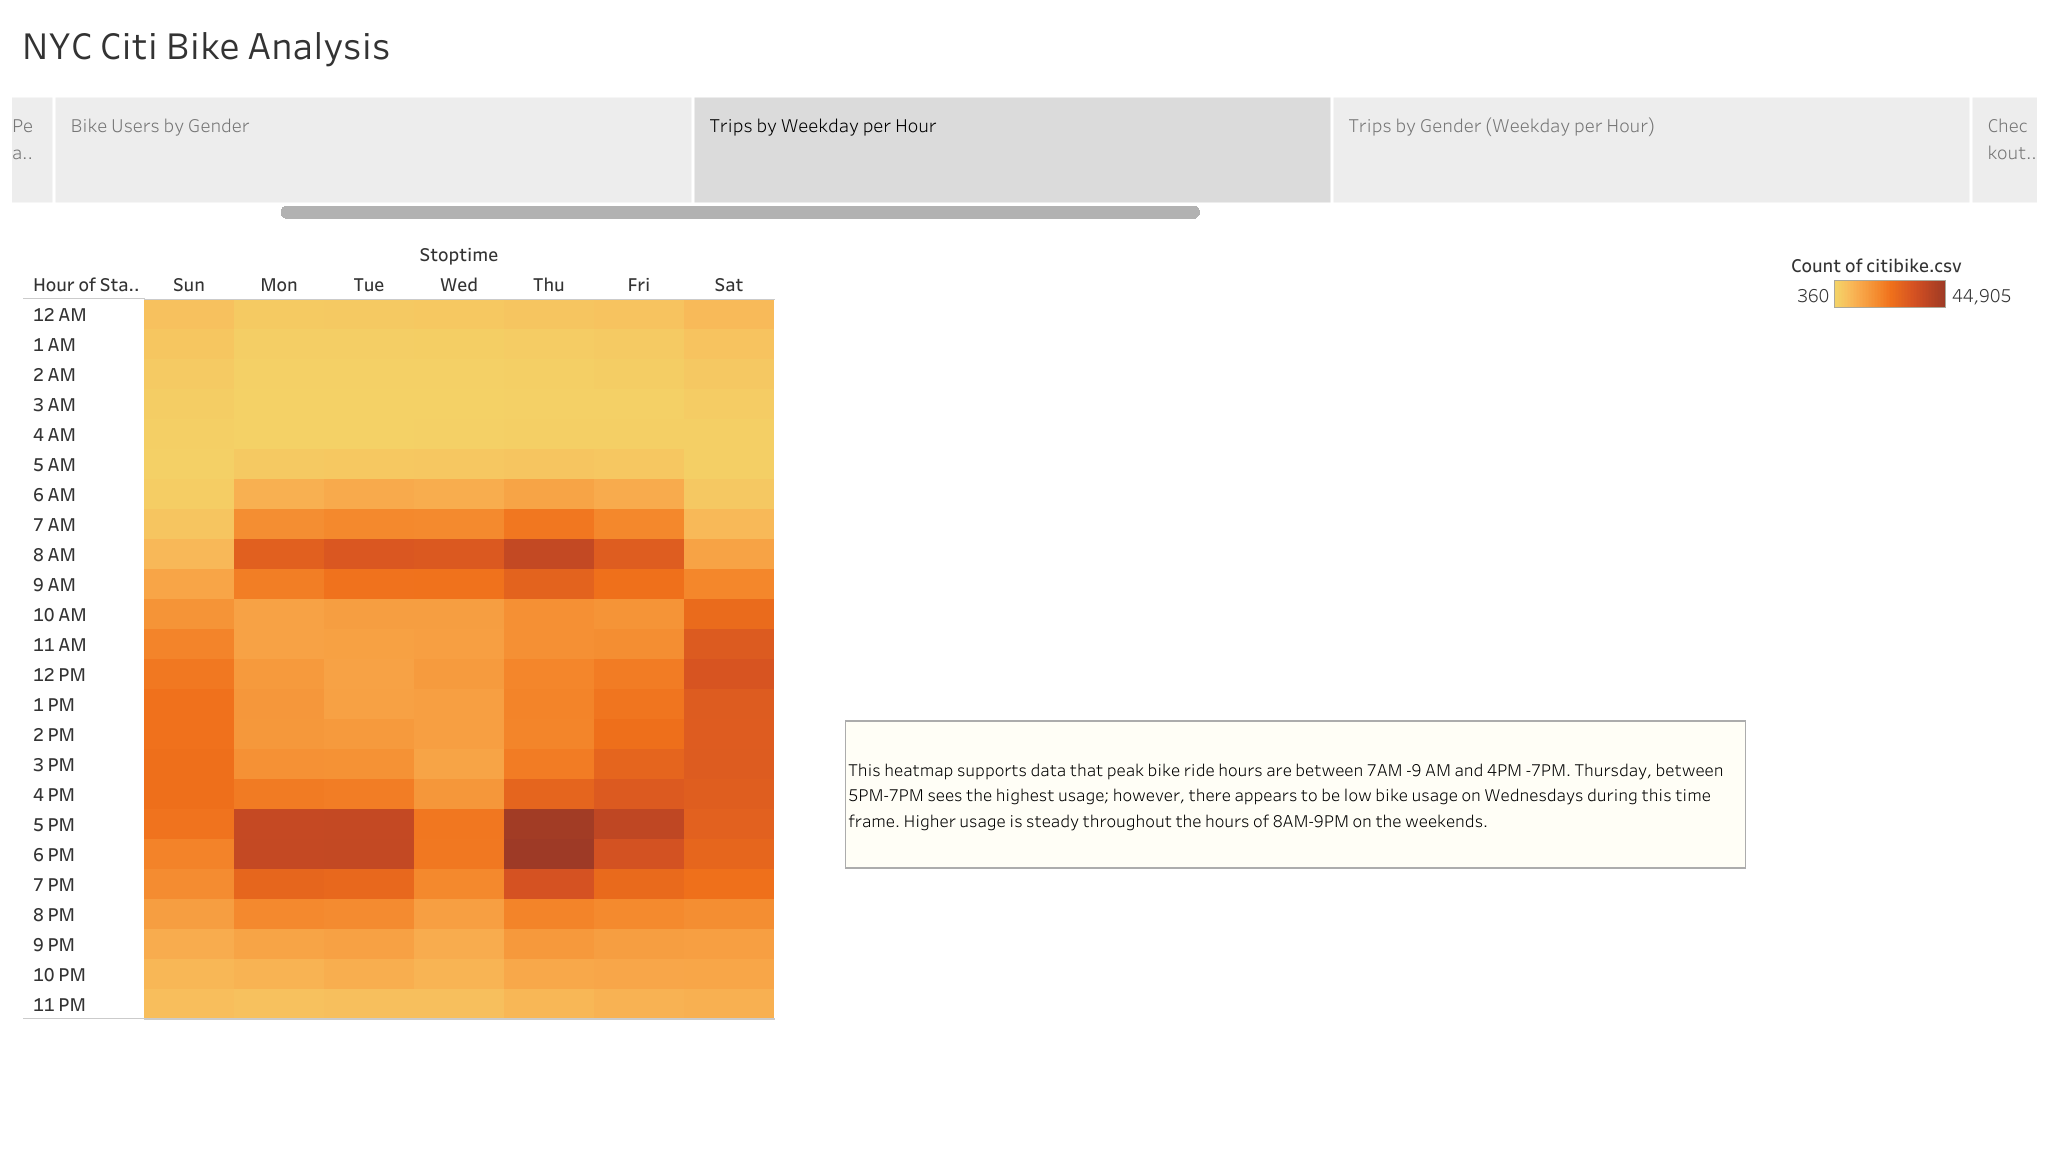 NYC Citi Bike Analysis
Pe
a..
Bike Users by Gender
Trips by Weekday per Hour
Trips by Gender (Weekday per Hour)
Chec
kout..
Stoptime
Hour of Sta.. Sun Mon Tue Wed Thu Fri Sat
12 AM
1 AM
2 AM
3 AM
4 AM
5 AM
6 AM
7 AM
8 AM
9 AM
10 AM
11 AM
12 PM
1 PM
2 PM
3 PM
4 PM
5 PM
6 PM
7 PM
8 PM
9 PM
10 PM
11 PM
Count of citibike.csv
360 44,905
This heatmap supports data that peak bike ride hours are between 7AM -9 AM and 4PM -7PM. Thursday, between
5PM-7PM sees the highest usage; however, there appears to be low bike usage on Wednesdays during this time
frame. Higher usage is steady throughout the hours of 8AM-9PM on the weekends.